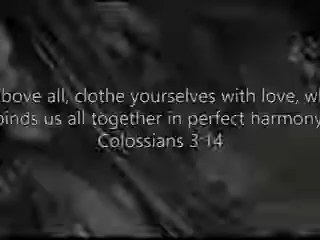 bove all, clothe yourselves with love, wh
binds us all together in perfect harmony
Colossians 3:14